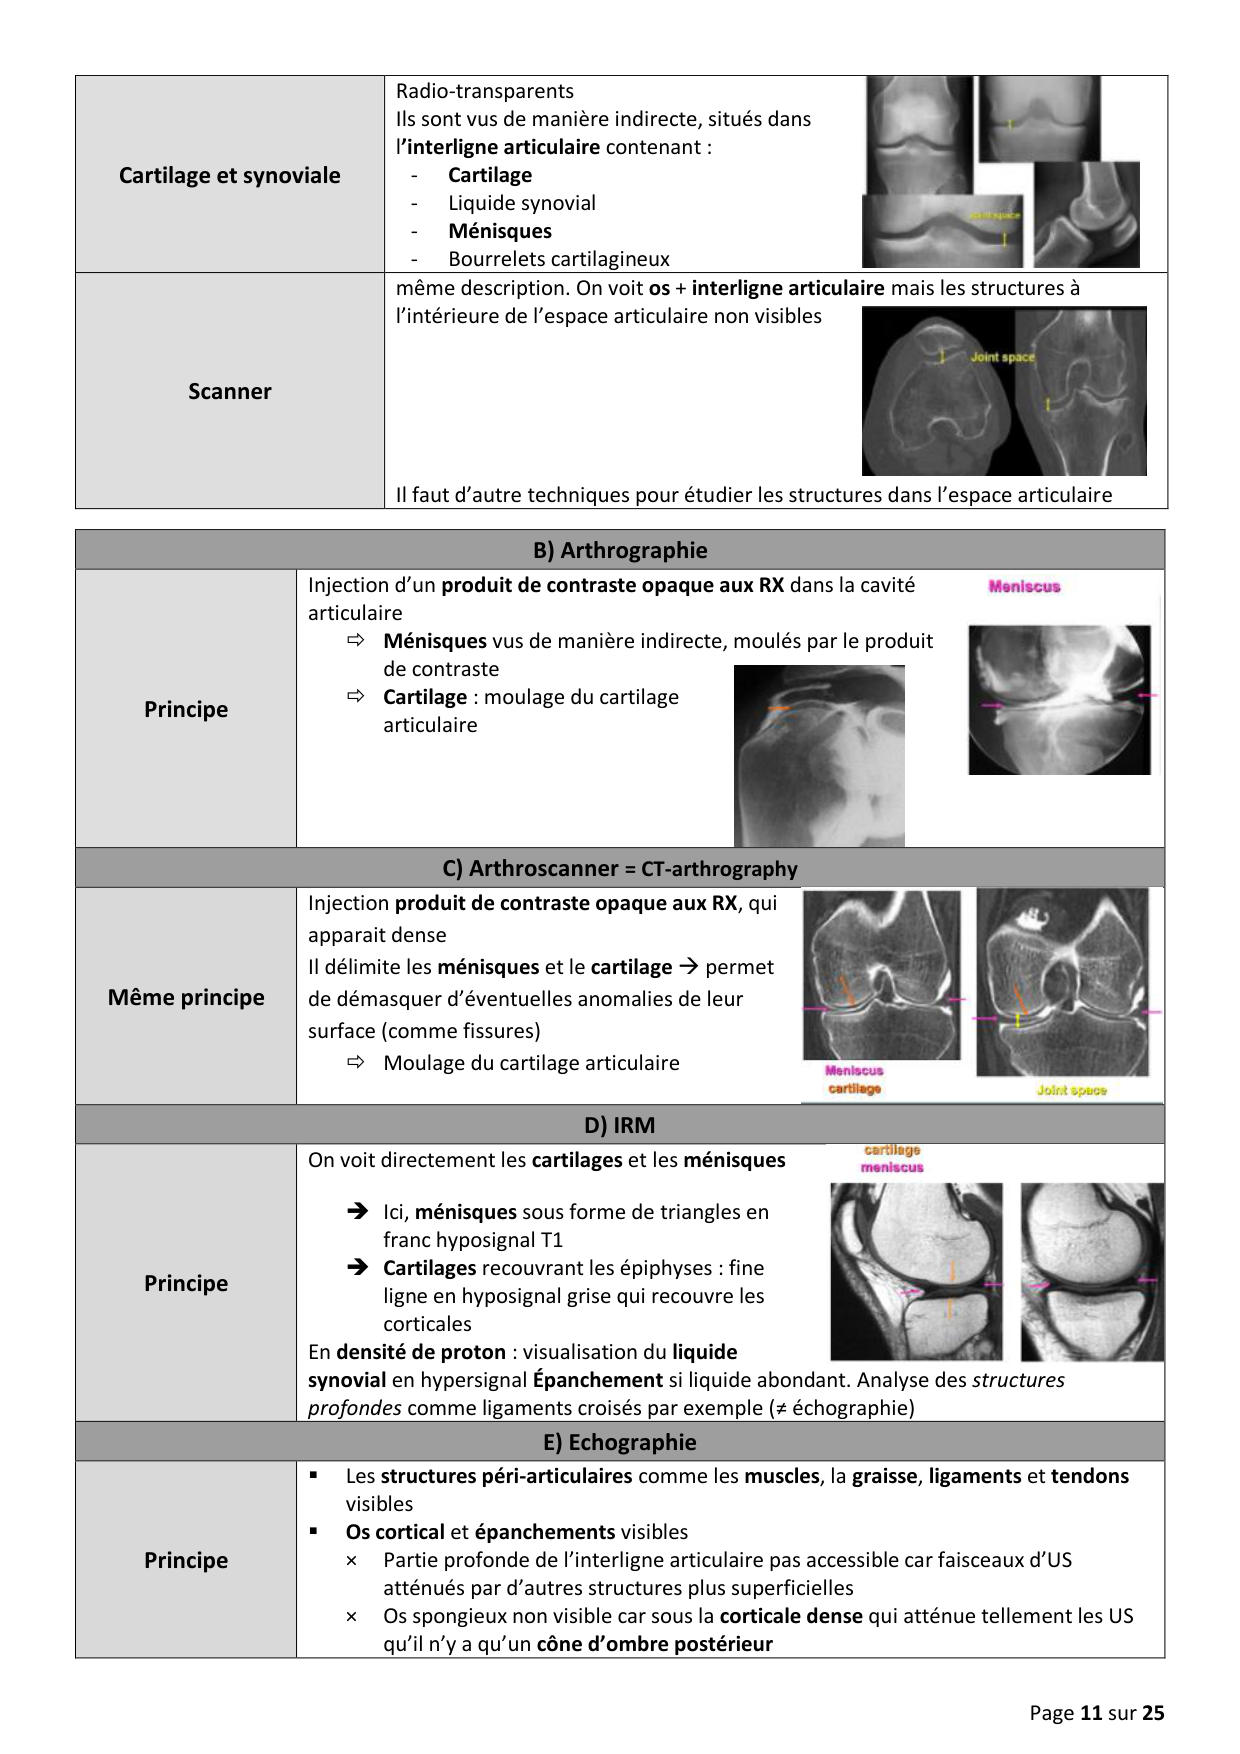 Cartilage et synoviale
Radio-transparents
Ils sont vus de manière indirecte, situés dans
l’interligne articulaire contenant :
- Cartilage
- Liquide synovial
- Ménisques
- Bourrelets cartilagineux
Joint space
Scanner
même description. On voit os + interligne articulaire mais les structures à
l’intérieure de l’espace articulaire non visibles
Joint space
Il faut d’autre techniques pour étudier les structures dans l’espace articulaire
B) Arthrographie
Principe
Injection d’un produit de contraste opaque aux RX dans la cavité
articulaire
⇨ Ménisques vus de manière indirecte, moulés par le produit
de contraste
⇨ Cartilage : moulage du cartilage
articulaire
Meniscus
C) Arthroscanner = CT-arthrography
Même principe
Injection produit de contraste opaque aux RX, qui
apparait dense
Il délimite les ménisques et le cartilage → permet
de démasquer d’éventuelles anomalies de leur
surface (comme fissures)
⇨ Moulage du cartilage articulaire
Meniscus
cartilage
Joint space
D) IRM
Principe
On voit directement les cartilages et les ménisques
➔ Ici, ménisques sous forme de triangles en
franc hyposignal T1
➔ Cartilages recouvrant les épiphyses : fine
ligne en hyposignal grise qui recouvre les
corticales
En densité de proton : visualisation du liquide
synovial en hypersignal Épanchement si liquide abondant. Analyse des structures
profondes comme ligaments croisés par exemple (≠ échographie)
cartilage
meniscus
E) Echographie
Principe
▪ Les structures péri-articulaires comme les muscles, la graisse, ligaments et tendons
visibles
▪ Os cortical et épanchements visibles
× Partie profonde de l’interligne articulaire pas accessible car faisceaux d’US
atténués par d’autres structures plus superficielles
× Os spongieux non visible car sous la corticale dense qui atténue tellement les US
qu’il n’y a qu’un cône d’ombre postérieur
Page 11 sur 25